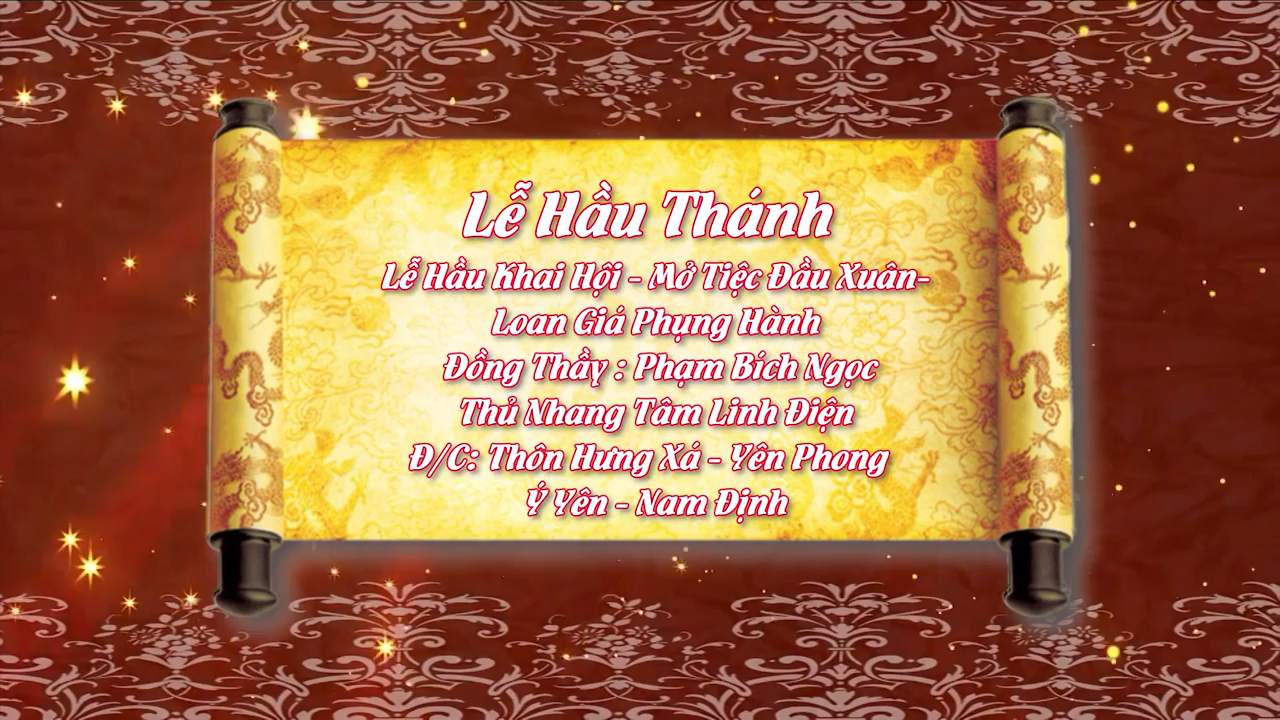 Lễ Hầu Thánh
Lễ Hầu Khai Hội - Mở Tiệc Đầu Xuân-
Loan Giá Phụng Hành
Đồng Thầy : Phạm Bích Ngọc
Thủ Nhang Tâm Linh Điện
Đ/C: Thôn Hưng Xá - Yên Phong
Ý Yên - Nam Định